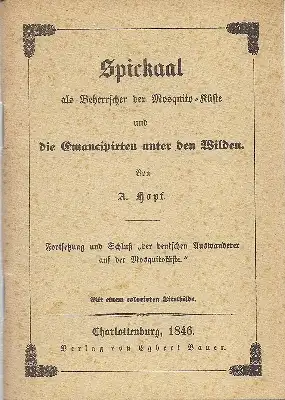 Spickaal
als Beherrscher der Mosquito-Küste
und
die Emancipirten unter den Wilden.
Von
A. Hopf.
Fortsetzung und Schluß „der deutschen Auswanderer
auf der Mosquitoküste.“
Mit einem colorirten Titelbilde.
Charlottenburg, 1846.
Verlag von Egbert Bauer.